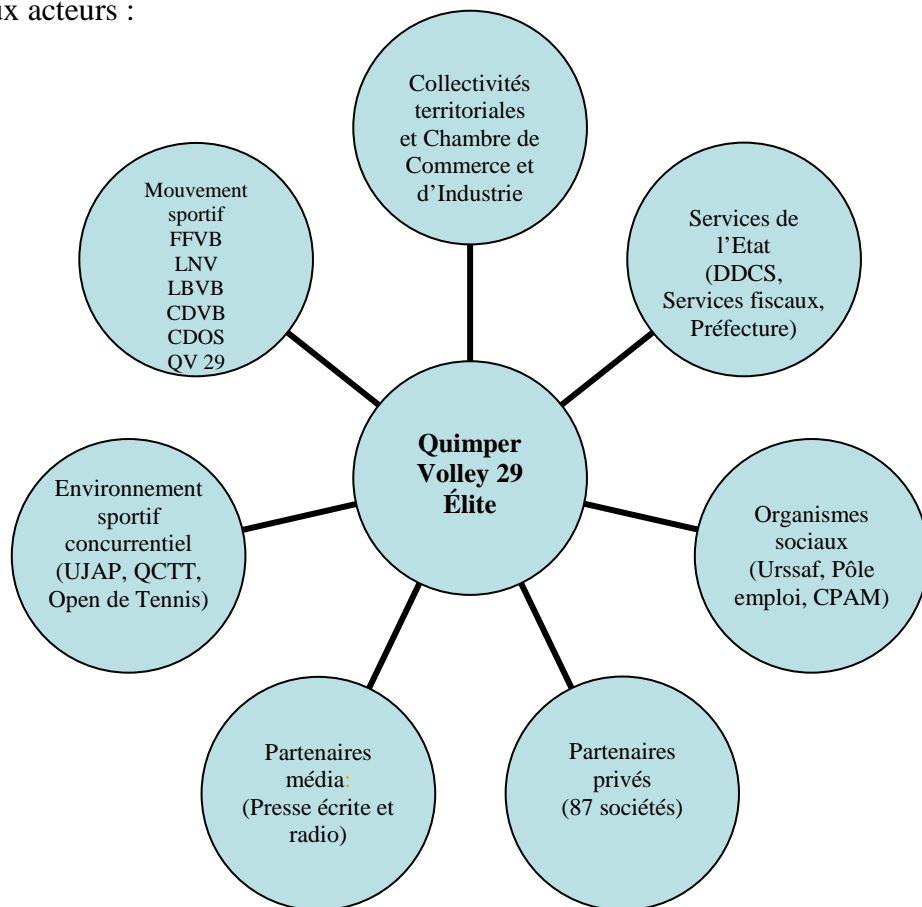 ux acteurs :
Collectivités
territoriales
et Chambre de
Commerce et
d'Industrie
Mouvement
sportif
FFVB
LNV
LBVB
CDVB
CDOS
QV 29
Services de
l'Etat
(DDCS,
Services fiscaux,
Préfecture)
Quimper
Volley 29
Élite
Environnement
sportif
concurrentiel
(UJAP, QCTT,
Open de Tennis)
Organismes
sociaux
(Urssaf, Pôle
emploi, CPAM)
Partenaires
média:
(Presse écrite et
radio)
Partenaires
privés
(87 sociétés)